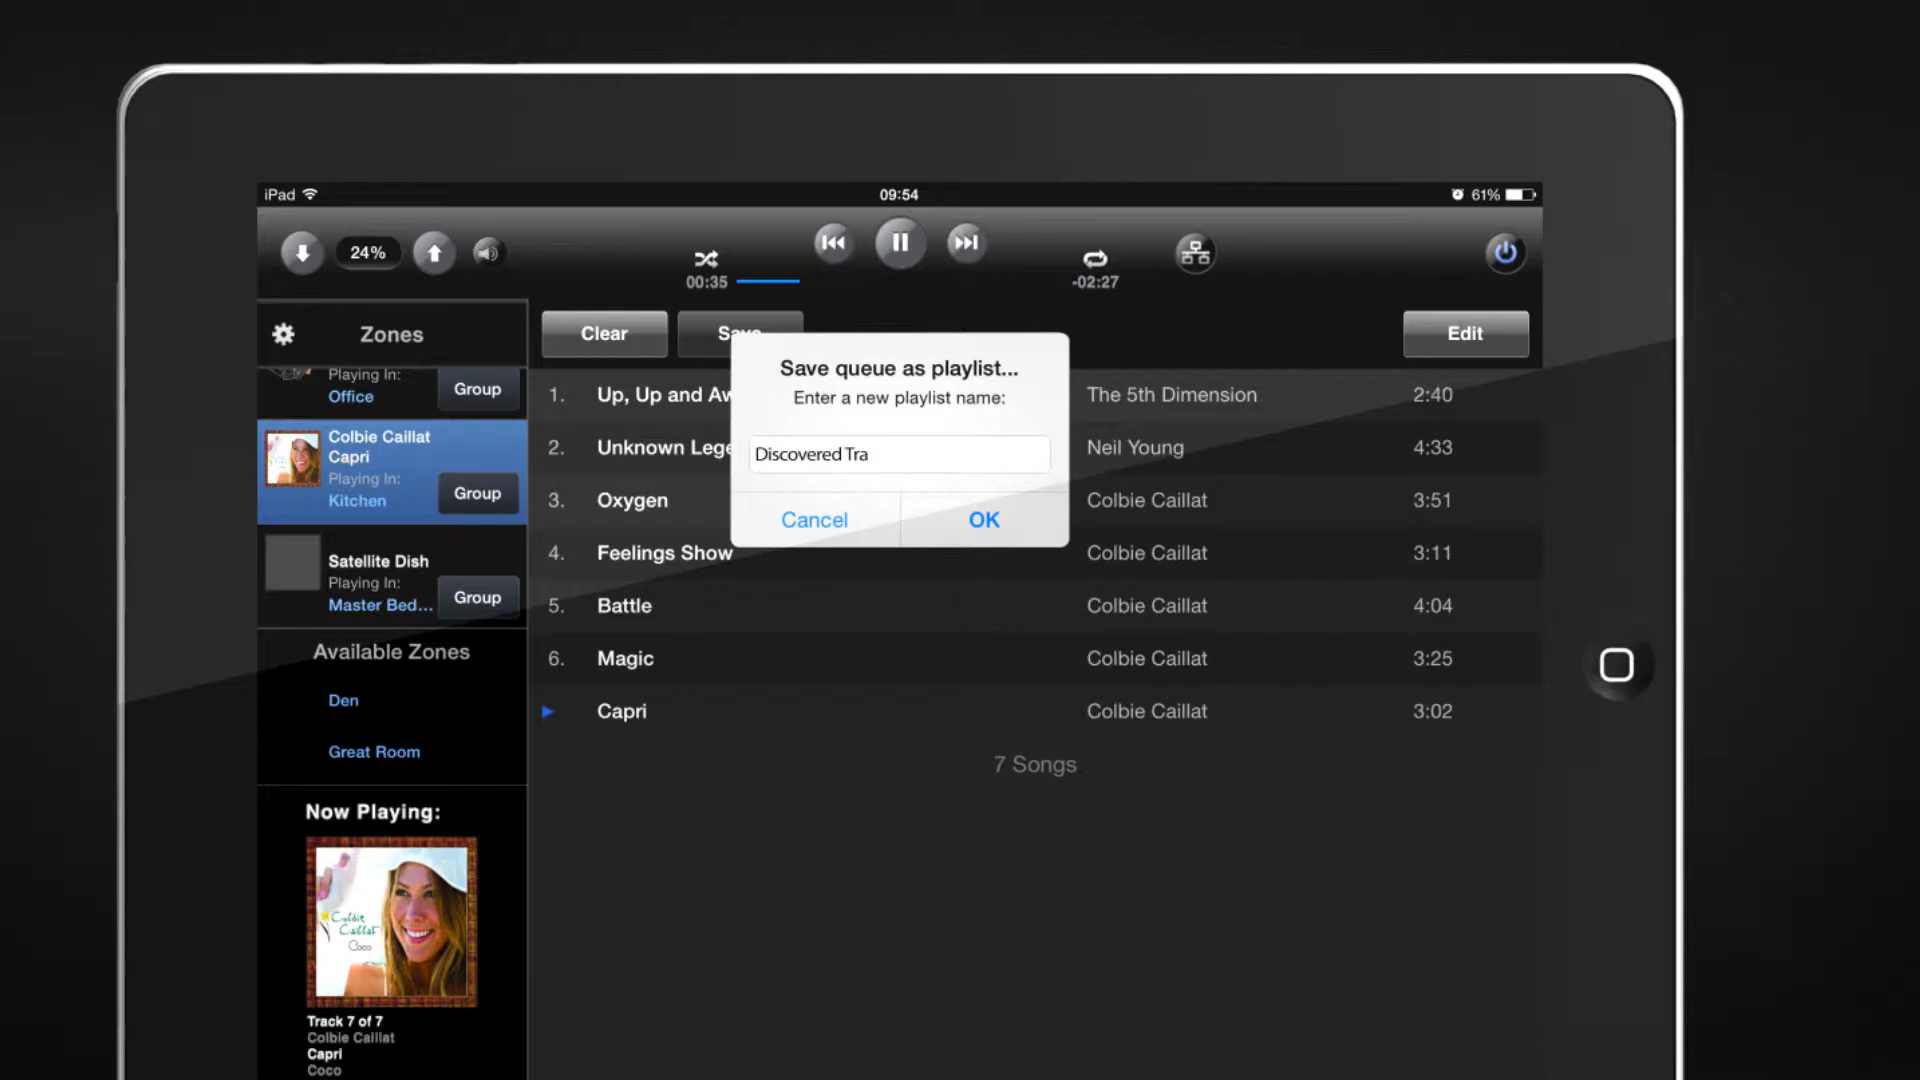 iPad 09:54 61%
24%
00:35 -02:27
Zones
Clear Save Edit
Playing In:
Office
Group
Colbie Caillat
Capri
Playing In:
Kitchen
Group
Satellite Dish
Playing In:
Master Bed...
Group
Available Zones
Den
Great Room
Now Playing:
Colbie
Caillat
Coco
Track 7 of 7
Colbie Caillat
Capri
Coco
1. Up, Up and Aw The 5th Dimension 2:40
2. Unknown Lege Neil Young 4:33
3. Oxygen Colbie Caillat 3:51
4. Feelings Show Colbie Caillat 3:11
5. Battle Colbie Caillat 4:04
6. Magic Colbie Caillat 3:25
Capri Colbie Caillat 3:02
7 Songs
Save queue as playlist...
Enter a new playlist name:
Discovered Tra
Cancel OK